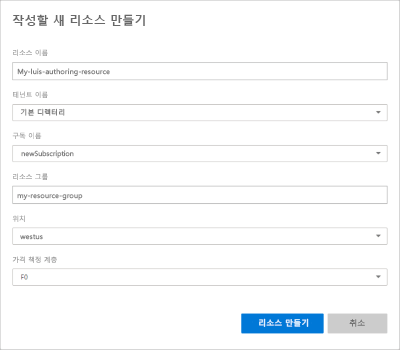 작성할 새 리소스 만들기
리소스 이름
My-luis-authoring-resource
테넌트 이름
기본 디렉터리
구독 이름
newSubscription
리소스 그룹
my-resource-group
위치
westus
가격 책정 계층
F0
리소스 만들기
취소